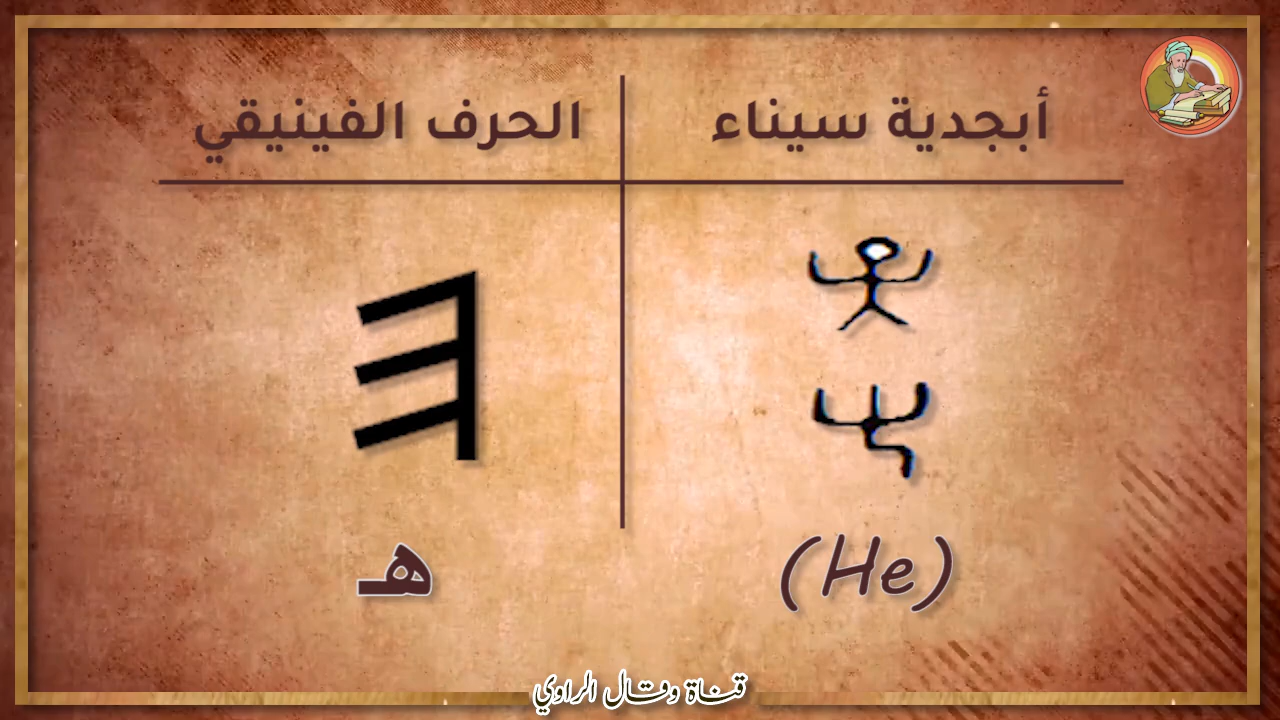 أبجدية سيناء
الحرف الفينيقي
𐤄
(He)
هـ
قناة وقال الراوي